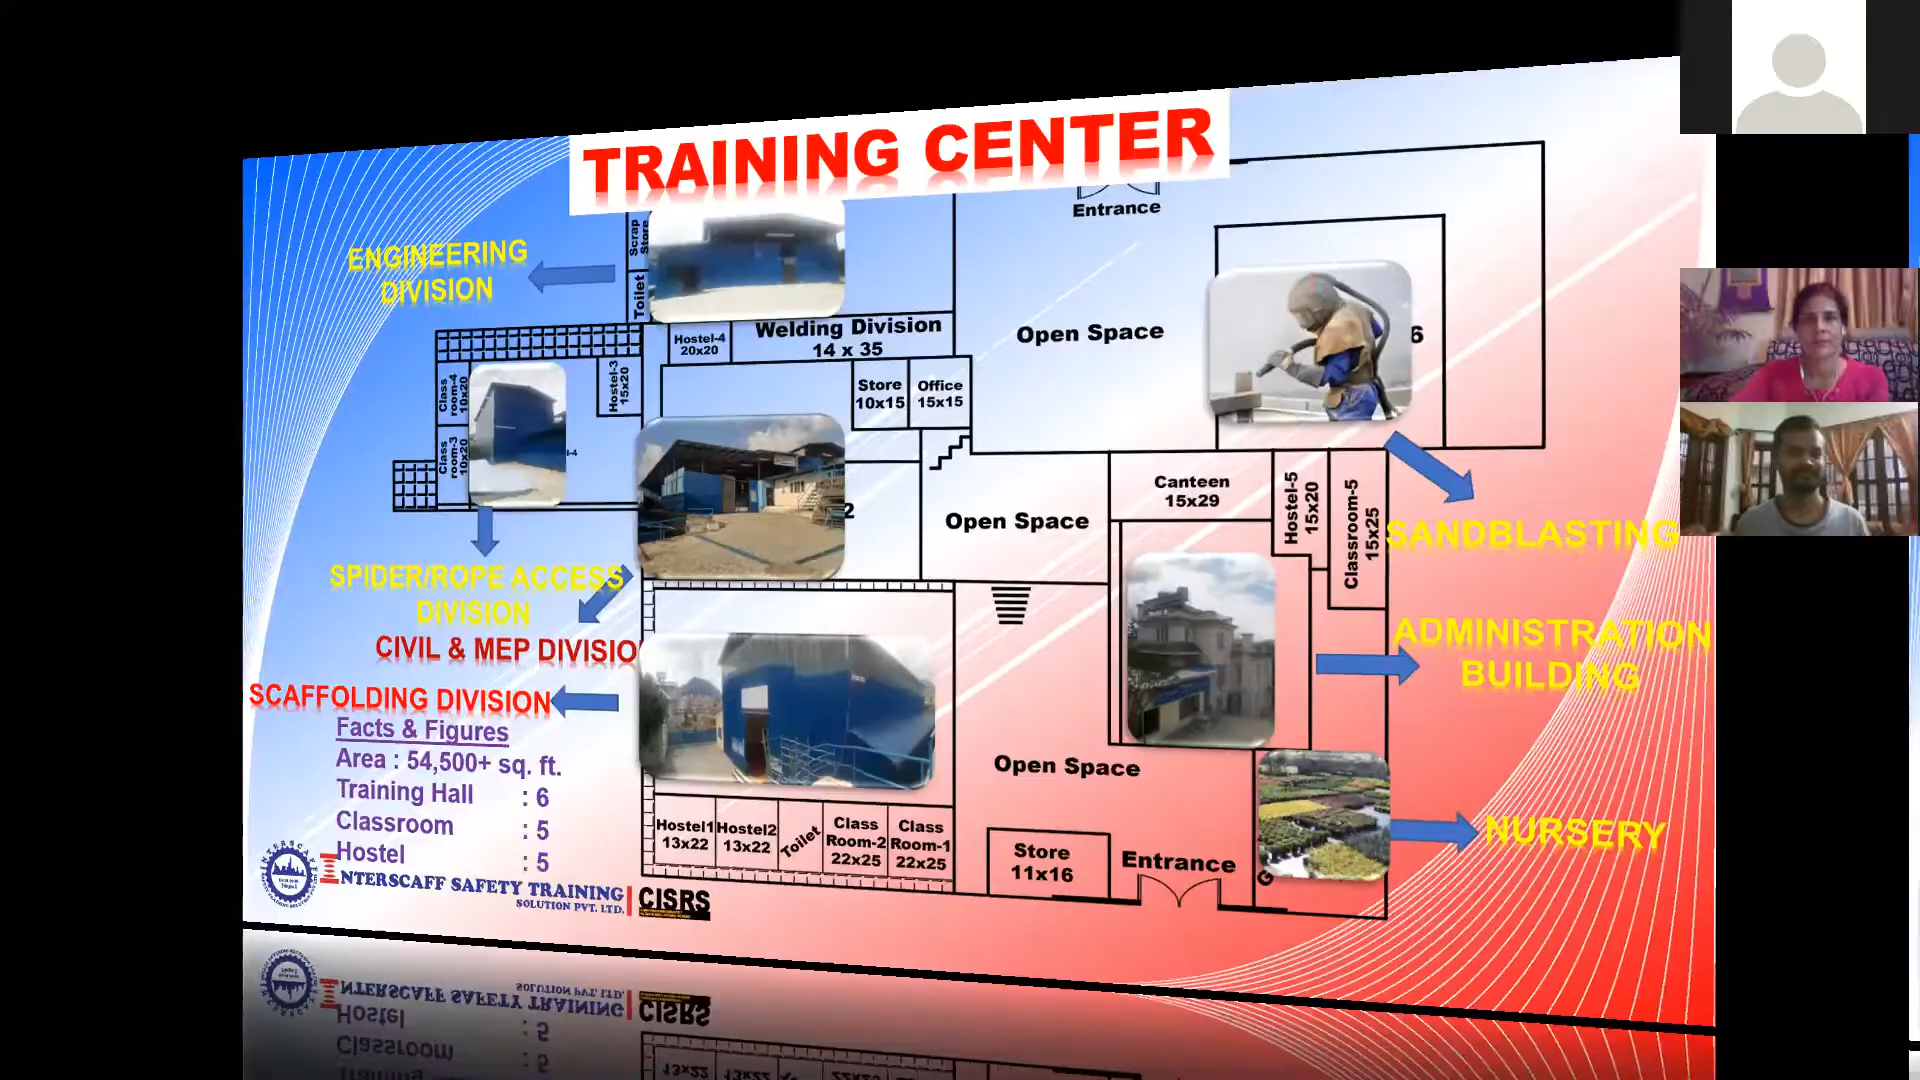 TRAINING CENTER
Entrance
ENGINEERING
DIVISION
Scrap
Store
Toilet
Hostel-4
20x20
Welding Division
14 x 35
Open Space
6
Class
room-4
10x20
Hostel-3
15x20
Store
10x15
Office
15x15
Class
room-3
10x20
2
Open Space
Canteen
15x29
Hostel-5
15x20
Classroom-5
15x25
SANDBLASTING
SPIDER/ROPE ACCESS
DIVISION
CIVIL & MEP DIVISIO
SCAFFOLDING DIVISION
ADMINISTRATION
BUILDING
Facts & Figures
Area : 54,500+ sq. ft.
Training Hall : 6
Classroom : 5
Hostel : 5
Open Space
NURSERY
Hostel1
13x22
Hostel2
13x22
Toilet
Class
Room-2
22x25
Class
Room-1
22x25
Store
11x16
Entrance
G
INTERSCAFF SAFETY TRAINING
SOLUTION PVT. LTD.
CISRS